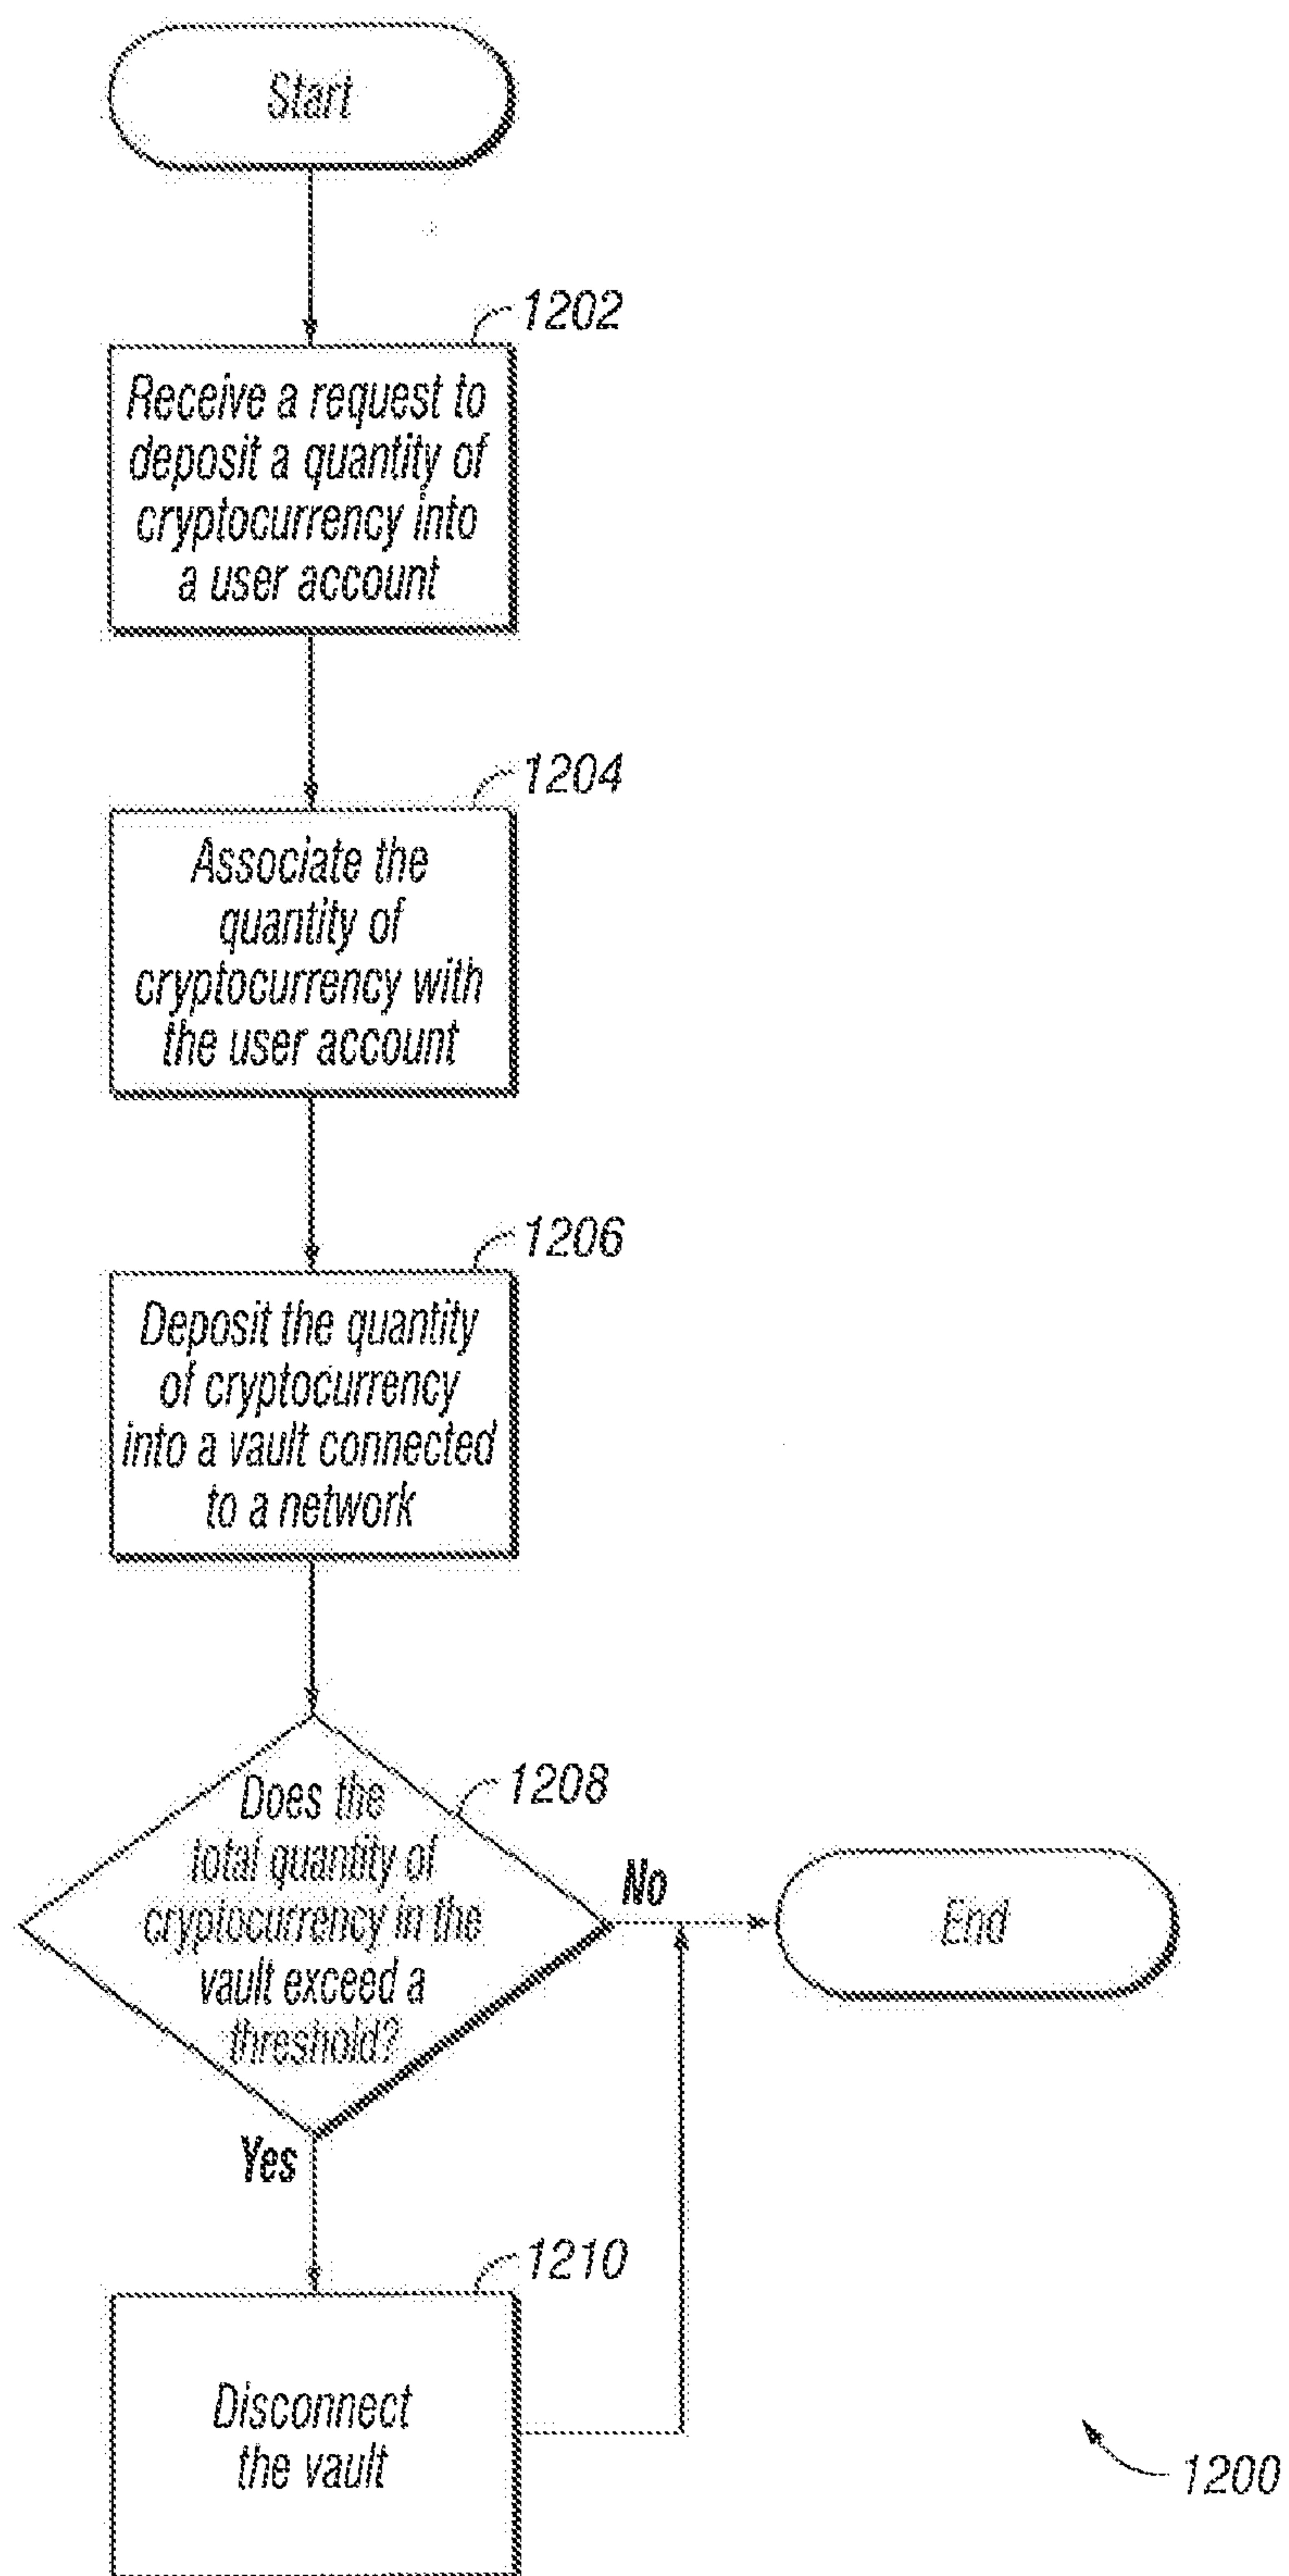 Start
1202
Receive a request to
deposit a quantity of
cryptocurrency into
a user account
1204
Associate the
quantity of
cryptocurrency with
the user account
1206
Deposit the quantity
of cryptocurrency
into a vault connected
to a network
1208
Does the
total quantity of
cryptocurrency in the
vault exceed a
threshold?
No
End
Yes
1210
Disconnect
the vault
1200